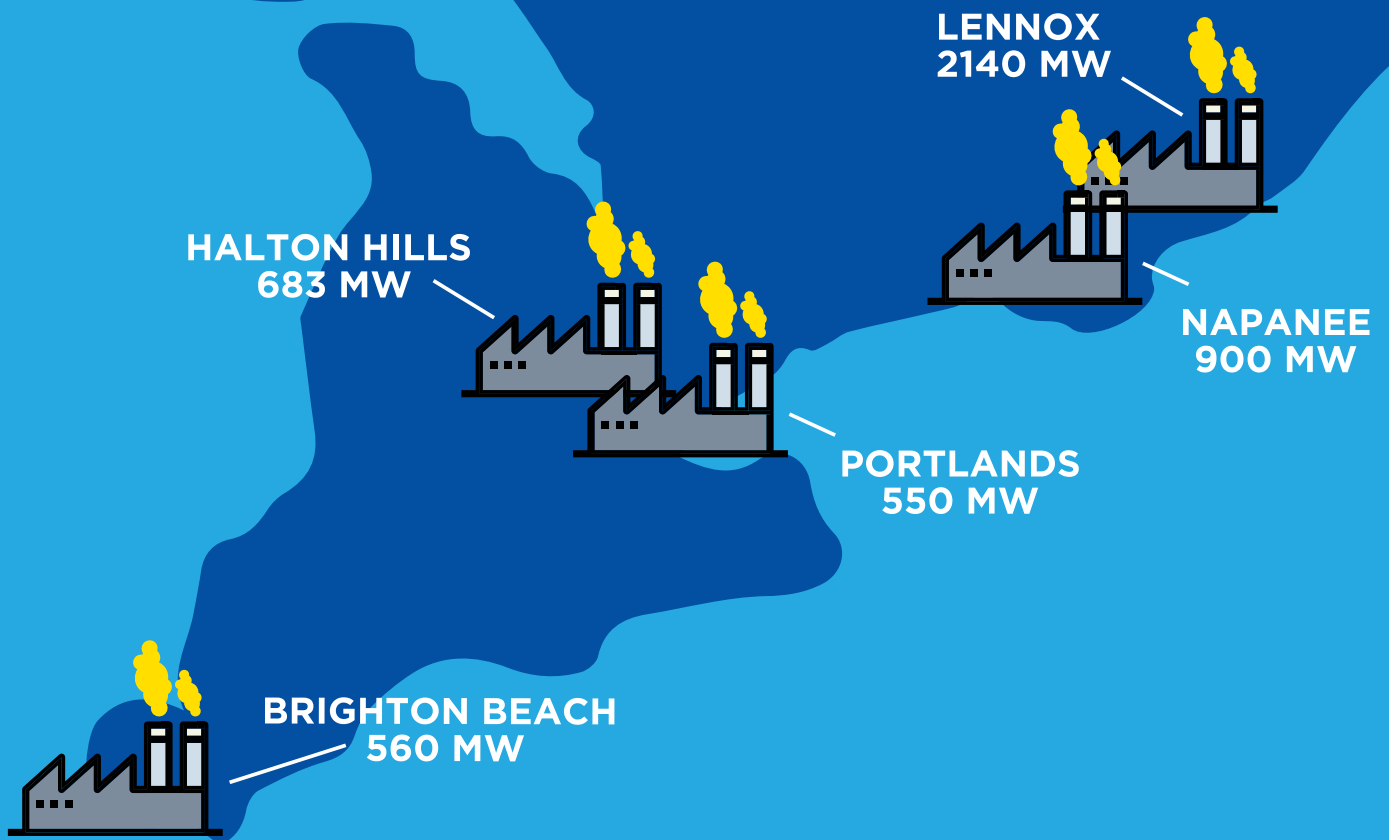 LENNOX
2140 MW
HALTON HILLS
683 MW
NAPANEE
900 MW
PORTLANDS
550 MW
BRIGHTON BEACH
560 MW